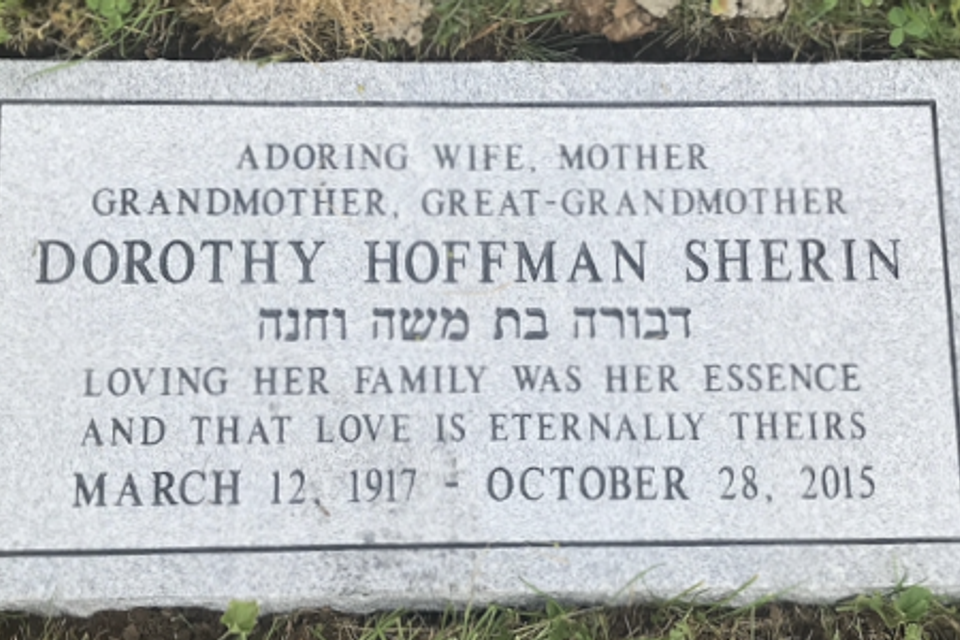 ADORING WIFE, MOTHER
GRANDMOTHER, GREAT-GRANDMOTHER
DOROTHY HOFFMAN SHERIN
דבורה בת משה וחנה
LOVING HER FAMILY WAS HER ESSENCE
AND THAT LOVE IS ETERNALLY THEIRS
MARCH 12, 1917 - OCTOBER 28, 2015